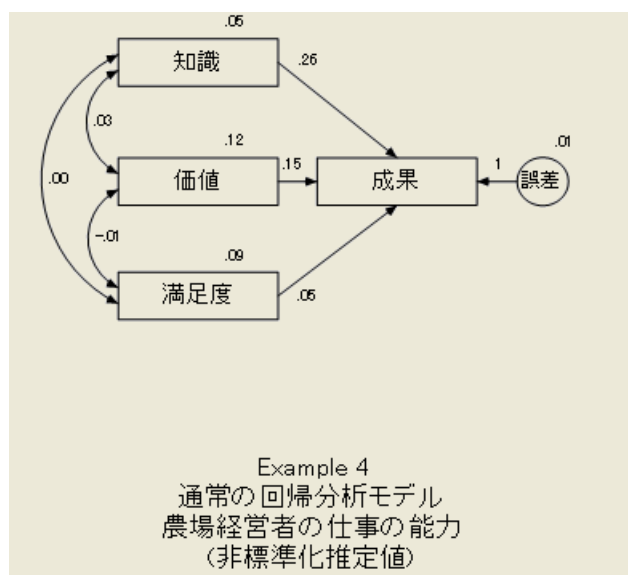 .05
知識
.26
.03
.12
.01
.00
価値
.15
成果
1
誤差
-.01
.09
満足度
.05
Example 4
通常の回帰分析モデル
農場経営者の仕事の能力
(非標準化推定値)